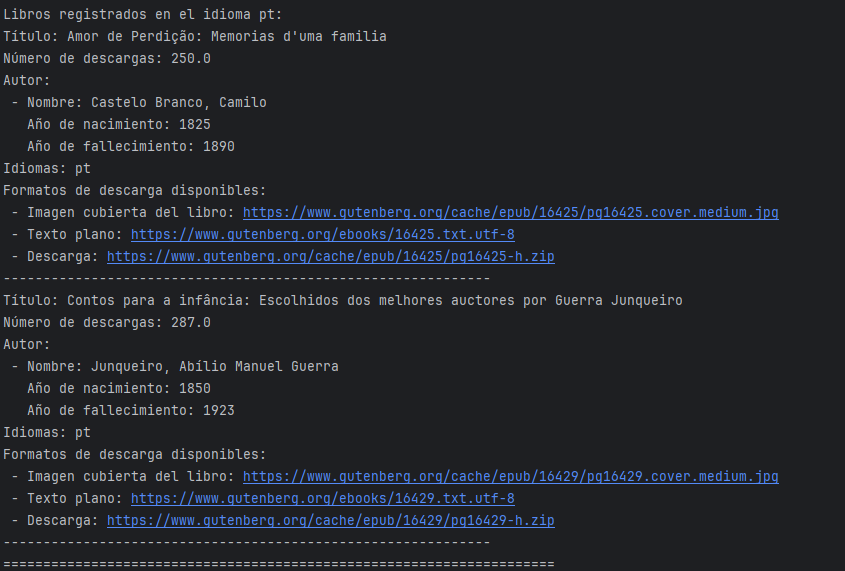 Libros registrados en el idioma pt:
Título: Amor de Perdição: Memorias d'uma familia
Número de descargas: 250.0
Autor:
 - Nombre: Castelo Branco, Camilo
   Año de nacimiento: 1825
   Año de fallecimiento: 1890
Idiomas: pt
Formatos de descarga disponibles:
 - Imagen cubierta del libro: https://www.gutenberg.org/cache/epub/16425/pg16425.cover.medium.jpg
 - Texto plano: https://www.gutenberg.org/ebooks/16425.txt.utf-8
 - Descarga: https://www.gutenberg.org/cache/epub/16425/pg16425-h.zip
-------------------------------------------------------------
Título: Contos para a infância: Escolhidos dos melhores auctores por Guerra Junqueiro
Número de descargas: 287.0
Autor:
 - Nombre: Junqueiro, Abílio Manuel Guerra
   Año de nacimiento: 1850
   Año de fallecimiento: 1923
Idiomas: pt
Formatos de descarga disponibles:
 - Imagen cubierta del libro: https://www.gutenberg.org/cache/epub/16429/pg16429.cover.medium.jpg
 - Texto plano: https://www.gutenberg.org/ebooks/16429.txt.utf-8
 - Descarga: https://www.gutenberg.org/cache/epub/16429/pg16429-h.zip
-------------------------------------------------------------
=====================================================================